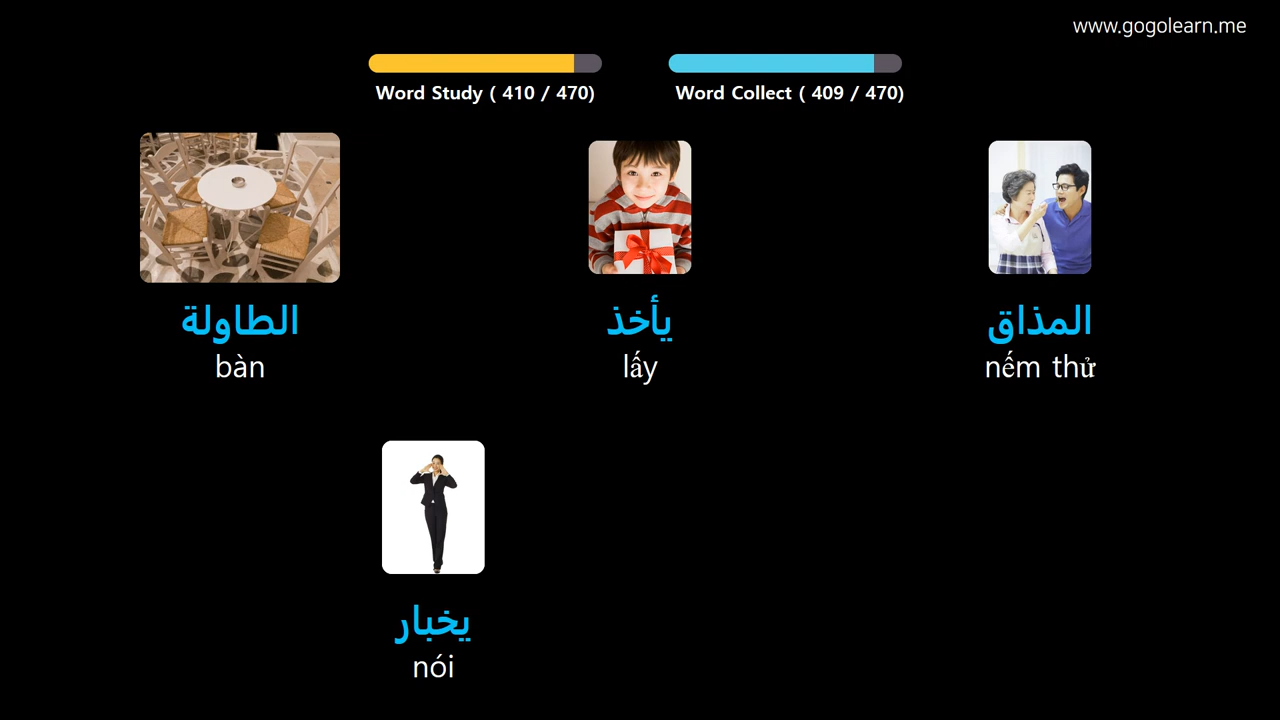 www.gogolearn.me
Word Study ( 410 / 470)
Word Collect ( 409 / 470)
الطاولة
bàn
يأخذ
lấy
المذاق
nếm thử
يخبار
nói